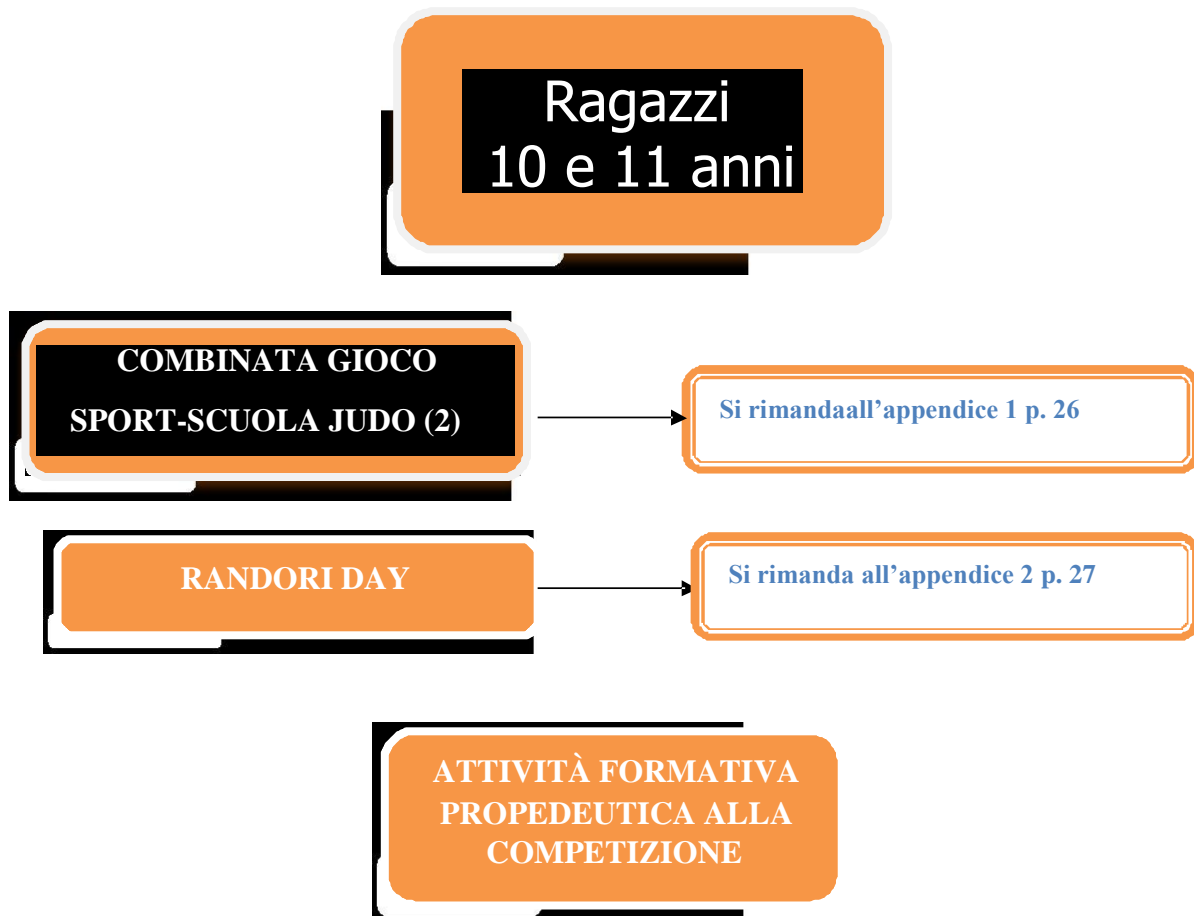 Ragazzi
10 e 11 anni
COMBINATA GIOCO
SPORT-SCUOLA JUDO (2)
Si rimandaall’appendice 1 p. 26
RANDORI DAY
Si rimanda all’appendice 2 p. 27
ATTIVITÀ FORMATIVA
PROPEDEUTICA ALLA
COMPETIZIONE